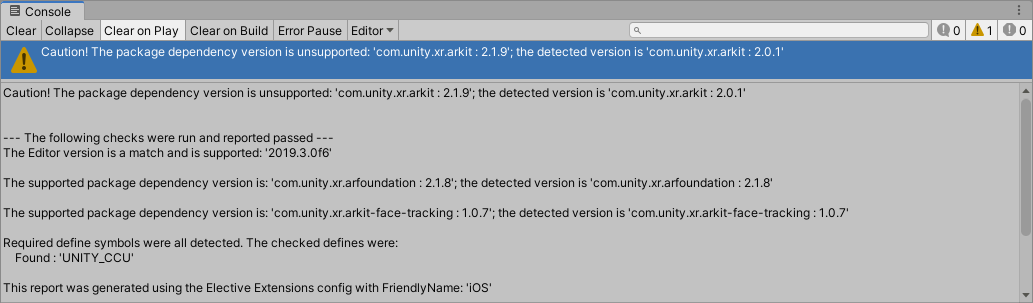 Console
Clear Collapse Clear on Play Clear on Build Error Pause Editor 0 1 0
Caution! The package dependency version is unsupported: 'com.unity.xr.arkit : 2.1.9'; the detected version is 'com.unity.xr.arkit : 2.0.1'
Caution! The package dependency version is unsupported: 'com.unity.xr.arkit : 2.1.9'; the detected version is 'com.unity.xr.arkit : 2.0.1'
--- The following checks were run and reported passed ---
The Editor version is a match and is supported: '2019.3.0f6'
The supported package dependency version is: 'com.unity.xr.arfoundation : 2.1.8'; the detected version is 'com.unity.xr.arfoundation : 2.1.8'
The supported package dependency version is: 'com.unity.xr.arkit-face-tracking : 1.0.7'; the detected version is 'com.unity.xr.arkit-face-tracking : 1.0.7'
Required define symbols were all detected. The checked defines were:
Found : 'UNITY_CCU'
This report was generated using the Elective Extensions config with FriendlyName: 'iOS'